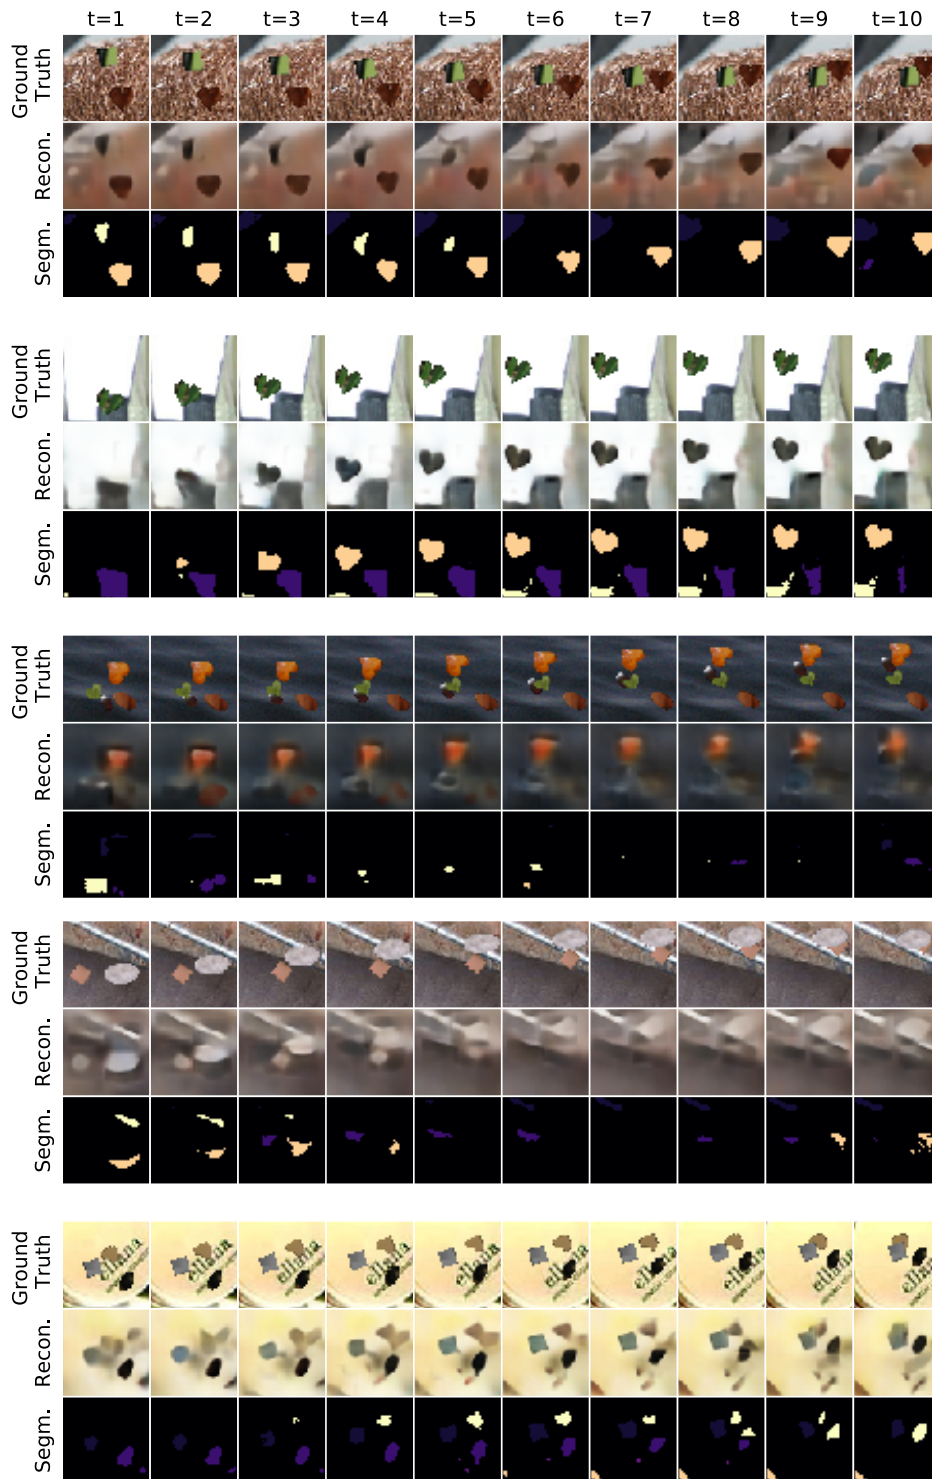 t=1 t=2 t=3 t=4 t=5 t=6 t=7 t=8 t=9 t=10
Ground Truth
Recon.
Segm.
Ground Truth
Recon.
Segm.
Ground Truth
Recon.
Segm.
Ground Truth
Recon.
Segm.
Ground Truth
Recon.
Segm.